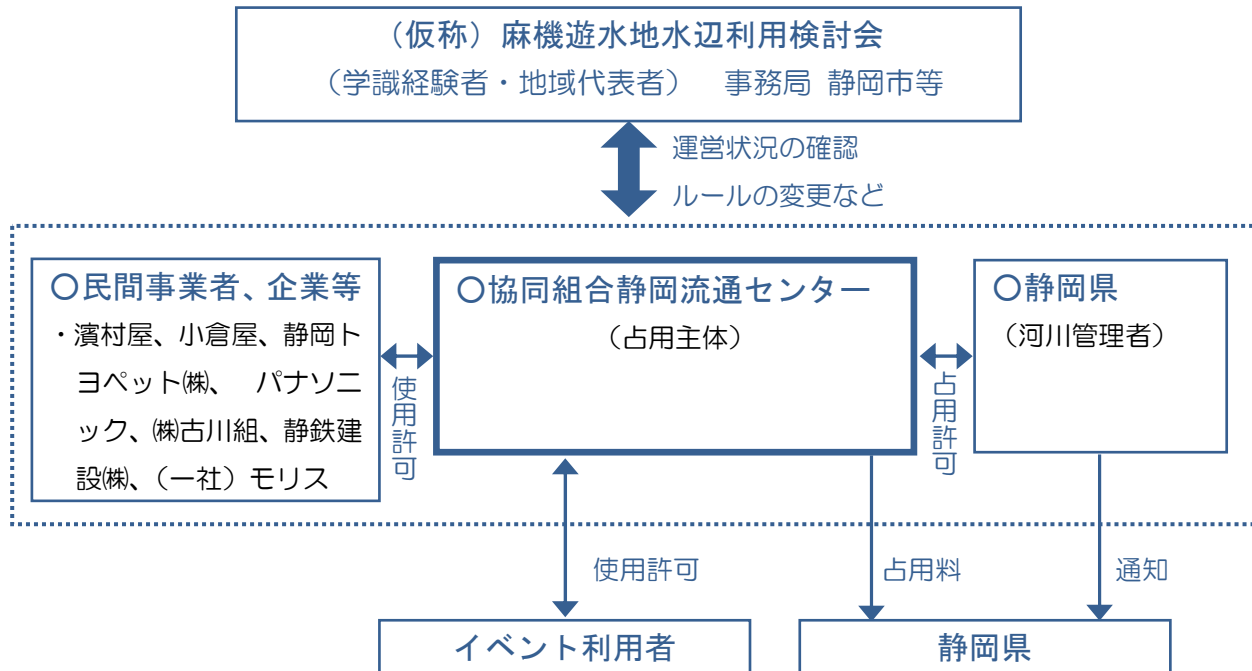 （仮称）麻機遊水地水辺利用検討会
（学識経験者・地域代表者）　事務局 静岡市等
運営状況の確認
ルールの変更など
〇民間事業者、企業等
・濱村屋、小倉屋、静岡ト
ヨペット㈱、　パナソニ
ック、㈱古川組、静鉄建
設㈱、（一社）モリス
使用許可
〇協同組合静岡流通センター
（占用主体）
占用許可
〇静岡県
（河川管理者）
使用許可
占用料
通知
イベント利用者
静岡県